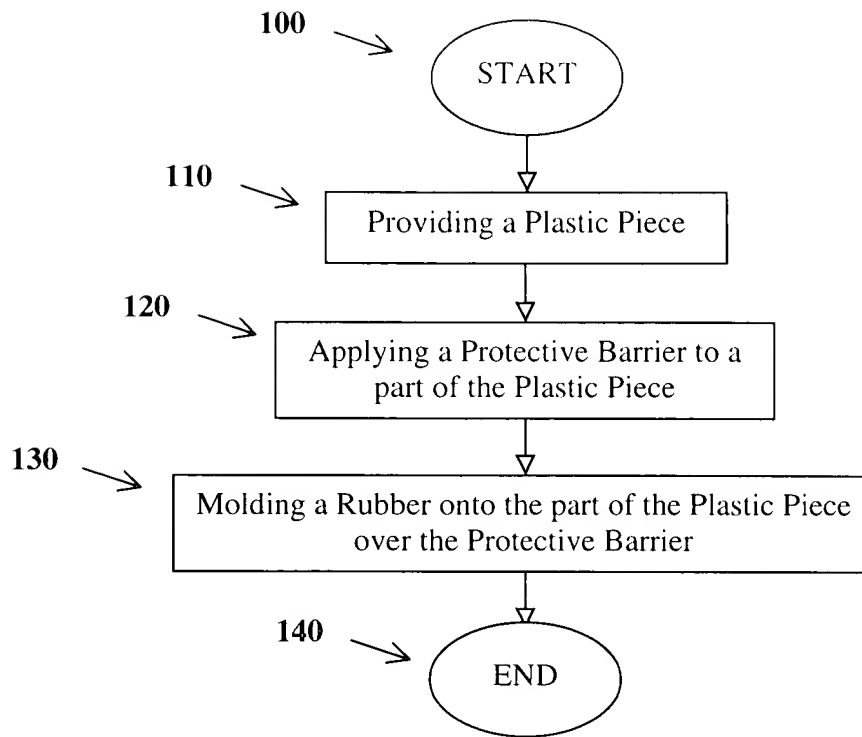 100
START
110
Providing a Plastic Piece
120
Applying a Protective Barrier to a
part of the Plastic Piece
130
Molding a Rubber onto the part of the Plastic Piece
over the Protective Barrier
140
END